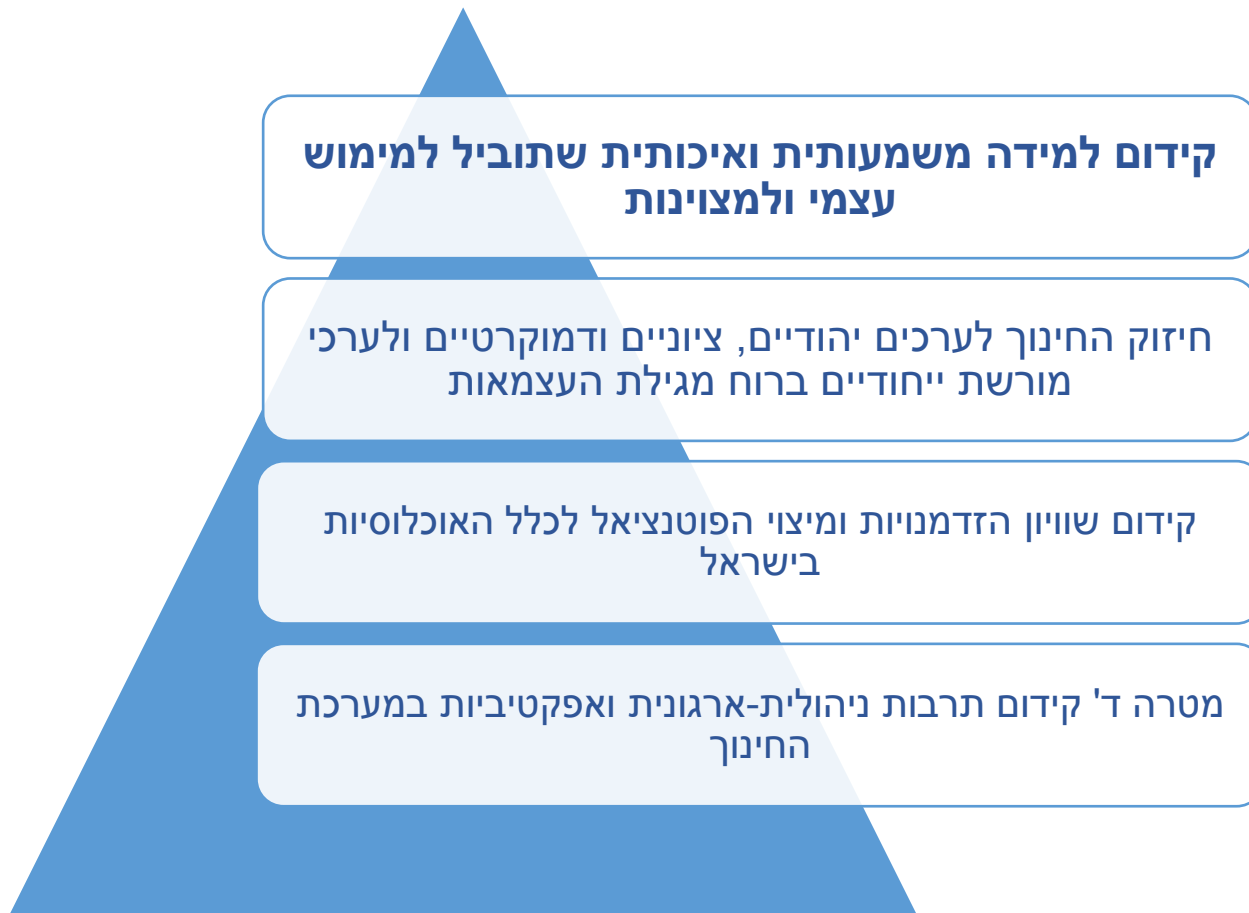 קידום למידה משמעותית ואיכותית שתוביל למימוש
עצמי ולמצוינות
חיזוק החינוך לערכים יהודיים, ציוניים ודמוקרטיים ולערכי
מורשת ייחודיים ברוח מגילת העצמאות
קידום שוויון הזדמנויות ומיצוי הפוטנציאל לכלל האוכלוסיות
בישראל
מטרה ד' קידום תרבות ניהולית-ארגונית ואפקטיביות במערכת
החינוך